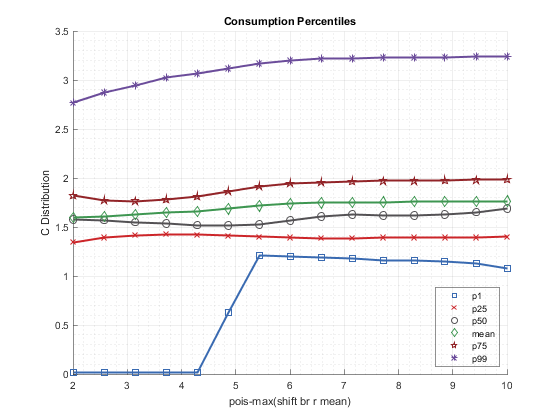 Consumption Percentiles
3.5
3
2.5
2
1.5
1
0.5
0
C Distribution
2 3 4 5 6 7 8 9 10
pois-max(shift br r mean)
p1
p25
p50
mean
p75
p99